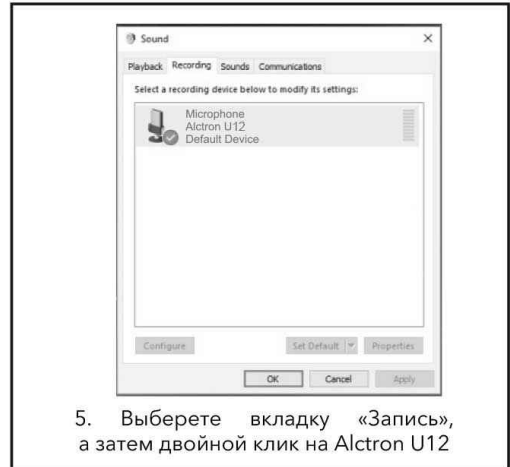 Sound
Playback Recording Sounds Communications
Select a recording device below to modify its settings:
Microphone
Alctron U12
Default Device
Configure Set Default Properties
OK Cancel Apply
5. Выберете вкладку «Запись»,
а затем двойной клик на Alctron U12